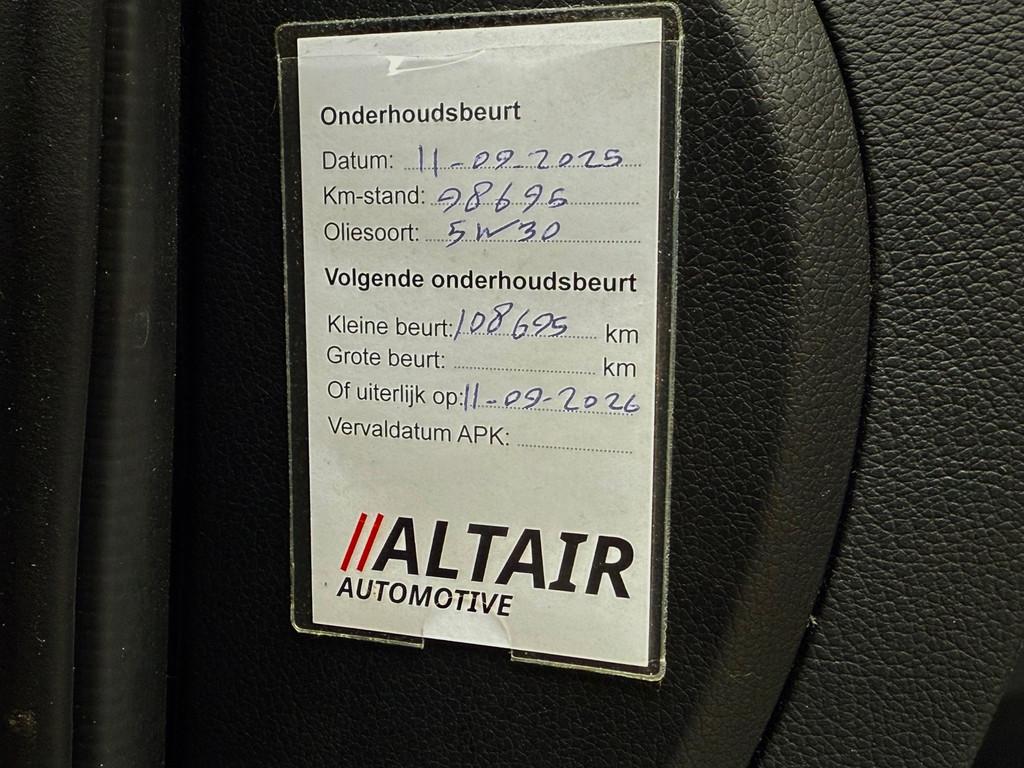 Onderhoudsbeurt
Datum: 11-09-2025
Km-stand: 98695
Oliesoort: 5W30
Volgende onderhoudsbeurt
Kleine beurt: 108695 km
Grote beurt: km
Of uiterlijk op: 11-09-2026
Vervaldatum APK:
//ALTAIR
AUTOMOTIVE